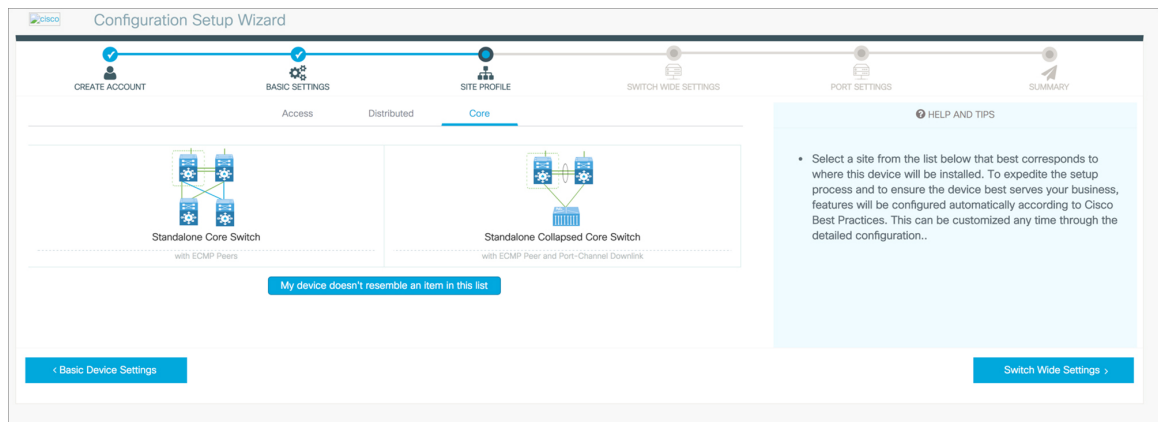 cisco
Configuration Setup Wizard
CREATE ACCOUNT
BASIC SETTINGS
SITE PROFILE
SWITCH WIDE SETTINGS
PORT SETTINGS
SUMMARY
Access
Distributed
Core
HELP AND TIPS
Standalone Core Switch
with ECMP Peers
Standalone Collapsed Core Switch
with ECMP Peer and Port-Channel Downlink
My device doesn't resemble an item in this list
• Select a site from the list below that best corresponds to
where this device will be installed. To expedite the setup
process and to ensure the device best serves your business,
features will be configured automatically according to Cisco
Best Practices. This can be customized any time through the
detailed configuration..
‹ Basic Device Settings
Switch Wide Settings ›